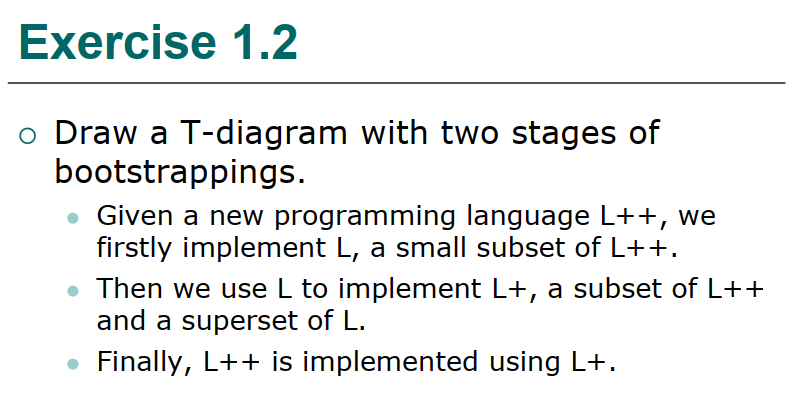 Exercise 1.2
Draw a T-diagram with two stages of
bootstrappings.
Given a new programming language L++, we
firstly implement L, a small subset of L++.
Then we use L to implement L+, a subset of L++
and a superset of L.
Finally, L++ is implemented using L+.